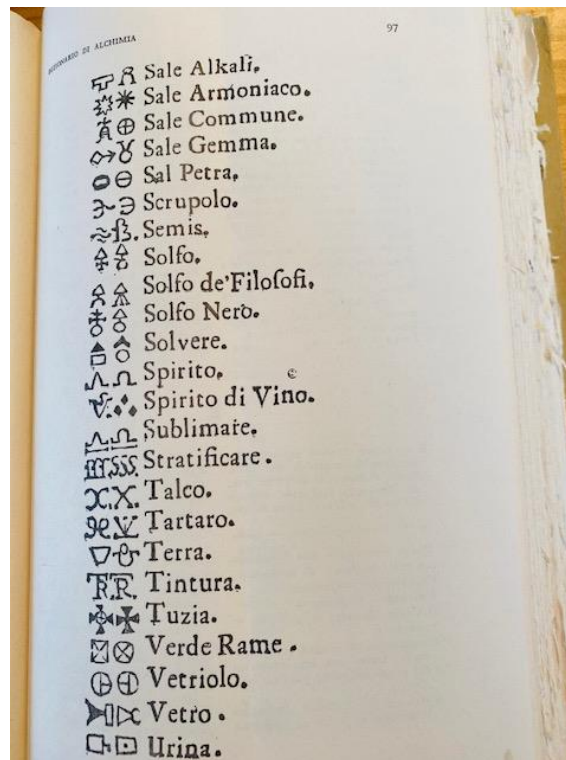 DIZIONARIO DI ALCHIMIA
97
Sale Alkali.
Sale Armoniaco.
Sale Commune.
Sale Gemma.
Sal Petra.
Scrupolo.
Semis.
Solfo.
Solfo de'Filoſofi.
Solfo Nero.
Solvere.
Spirito.
Spirito di Vino.
Sublimare.
Stratificare.
Talco.
Tartaro.
Terra.
Tintura.
Tuzia.
Verde Rame.
Vetriolo.
Vetro.
Urina.